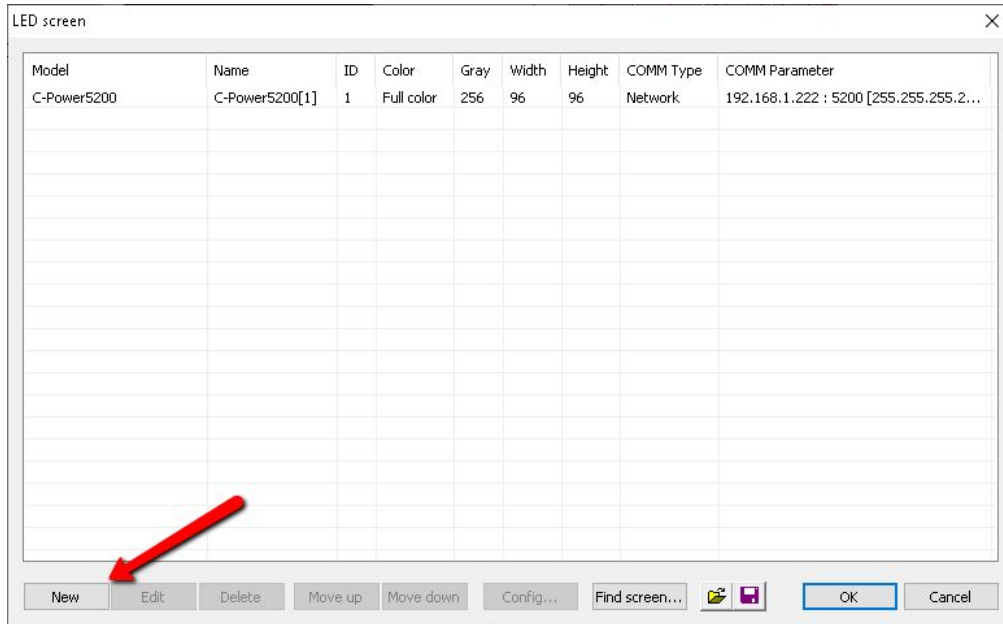 LED screen
Model Name ID Color Gray Width Height COMM Type COMM Parameter
C-Power5200 C-Power5200[1] 1 Full color 256 96 96 Network 192.168.1.222 : 5200 [255.255.255.2...
New Edit Delete Move up Move down Config... Find screen... OK Cancel